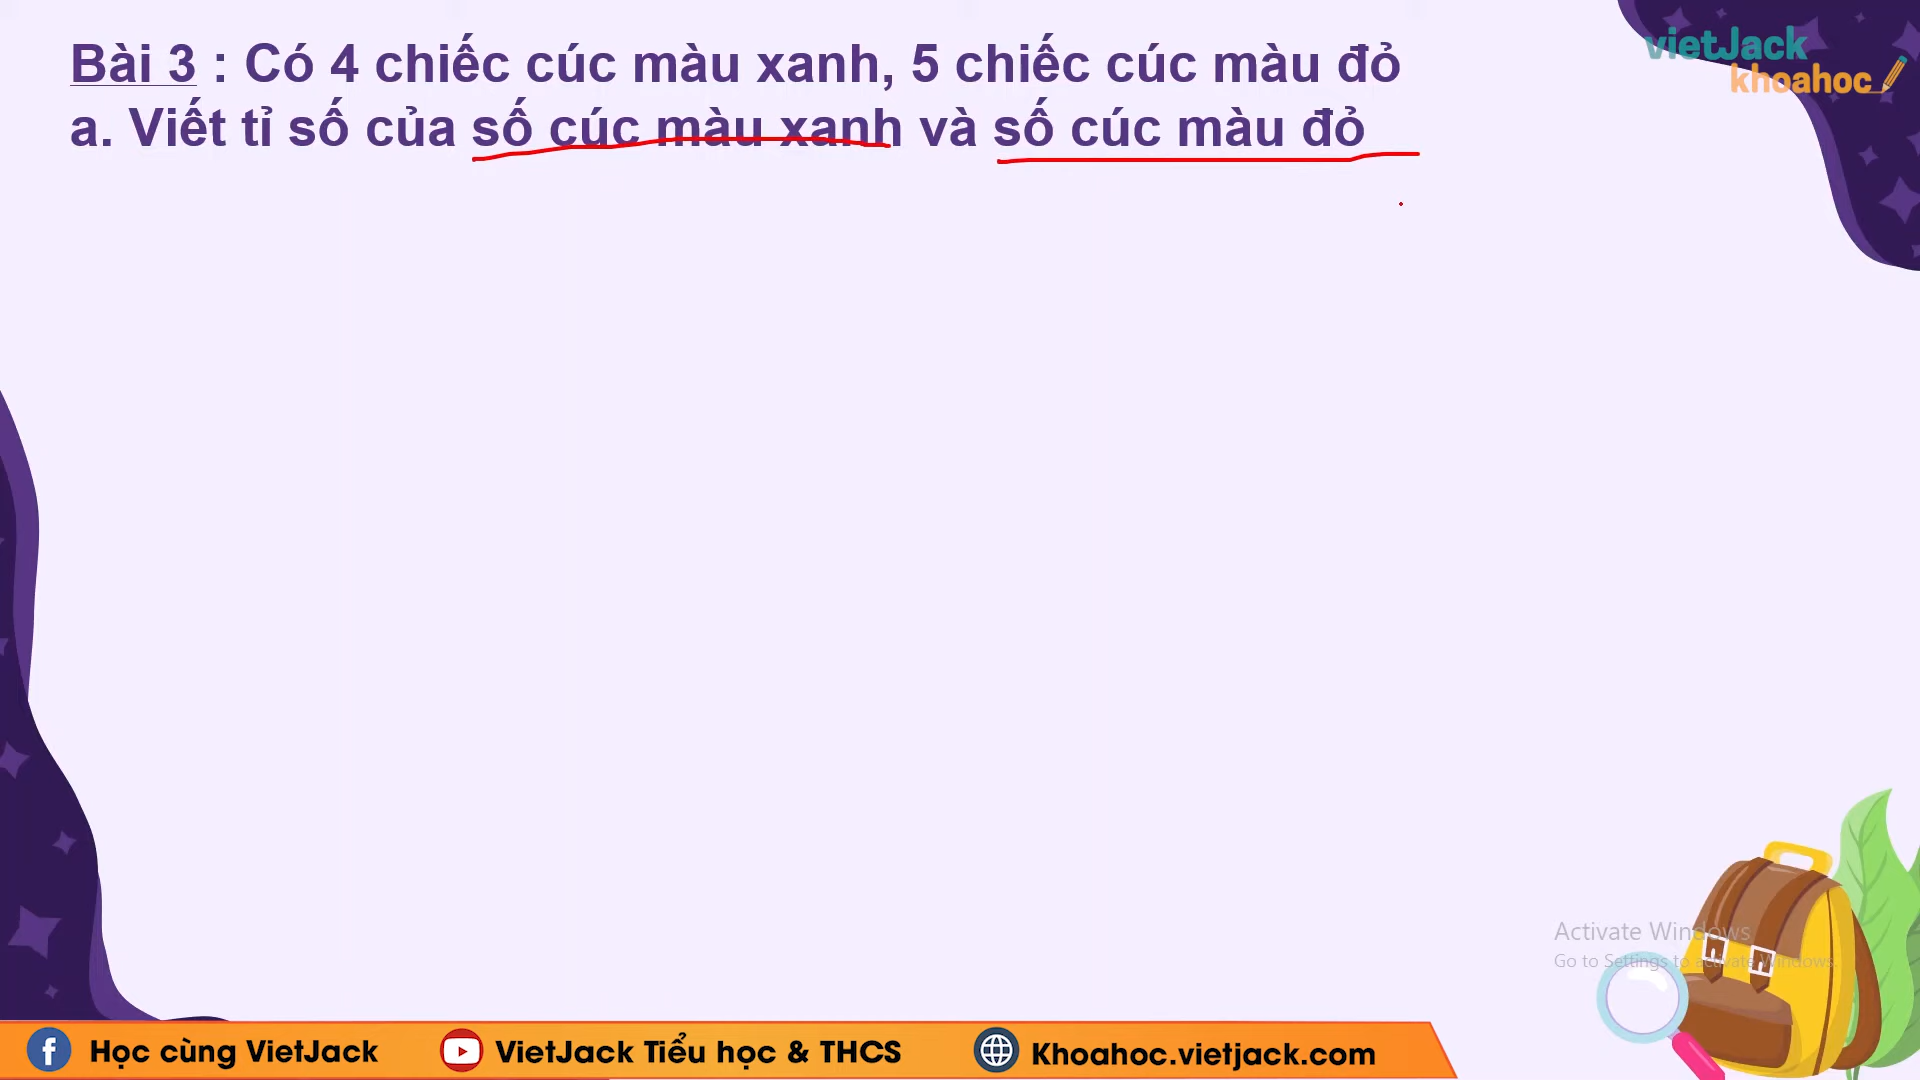 Bài 3 : Có 4 chiếc cúc màu xanh, 5 chiếc cúc màu đỏ
a. Viết tỉ số của số cúc màu xanh và số cúc màu đỏ
vietJack
khoahoc
Activate Windows
Go to Settings to activate Windows.
Học cùng VietJack
VietJack Tiểu học & THCS
Khoahoc.vietjack.com